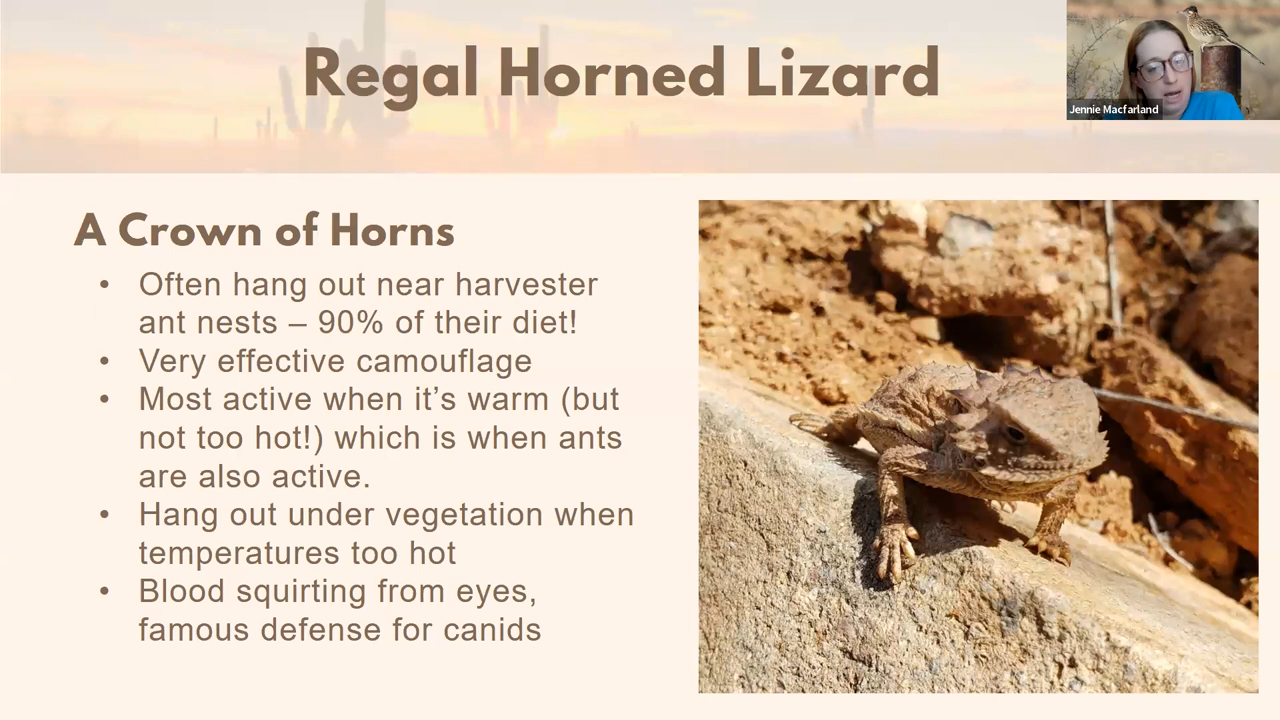 Regal Horned Lizard
Jennie Macfarland
A Crown of Horns
• Often hang out near harvester
ant nests – 90% of their diet!
• Very effective camouflage
• Most active when it’s warm (but
not too hot!) which is when ants
are also active.
• Hang out under vegetation when
temperatures too hot
• Blood squirting from eyes,
famous defense for canids